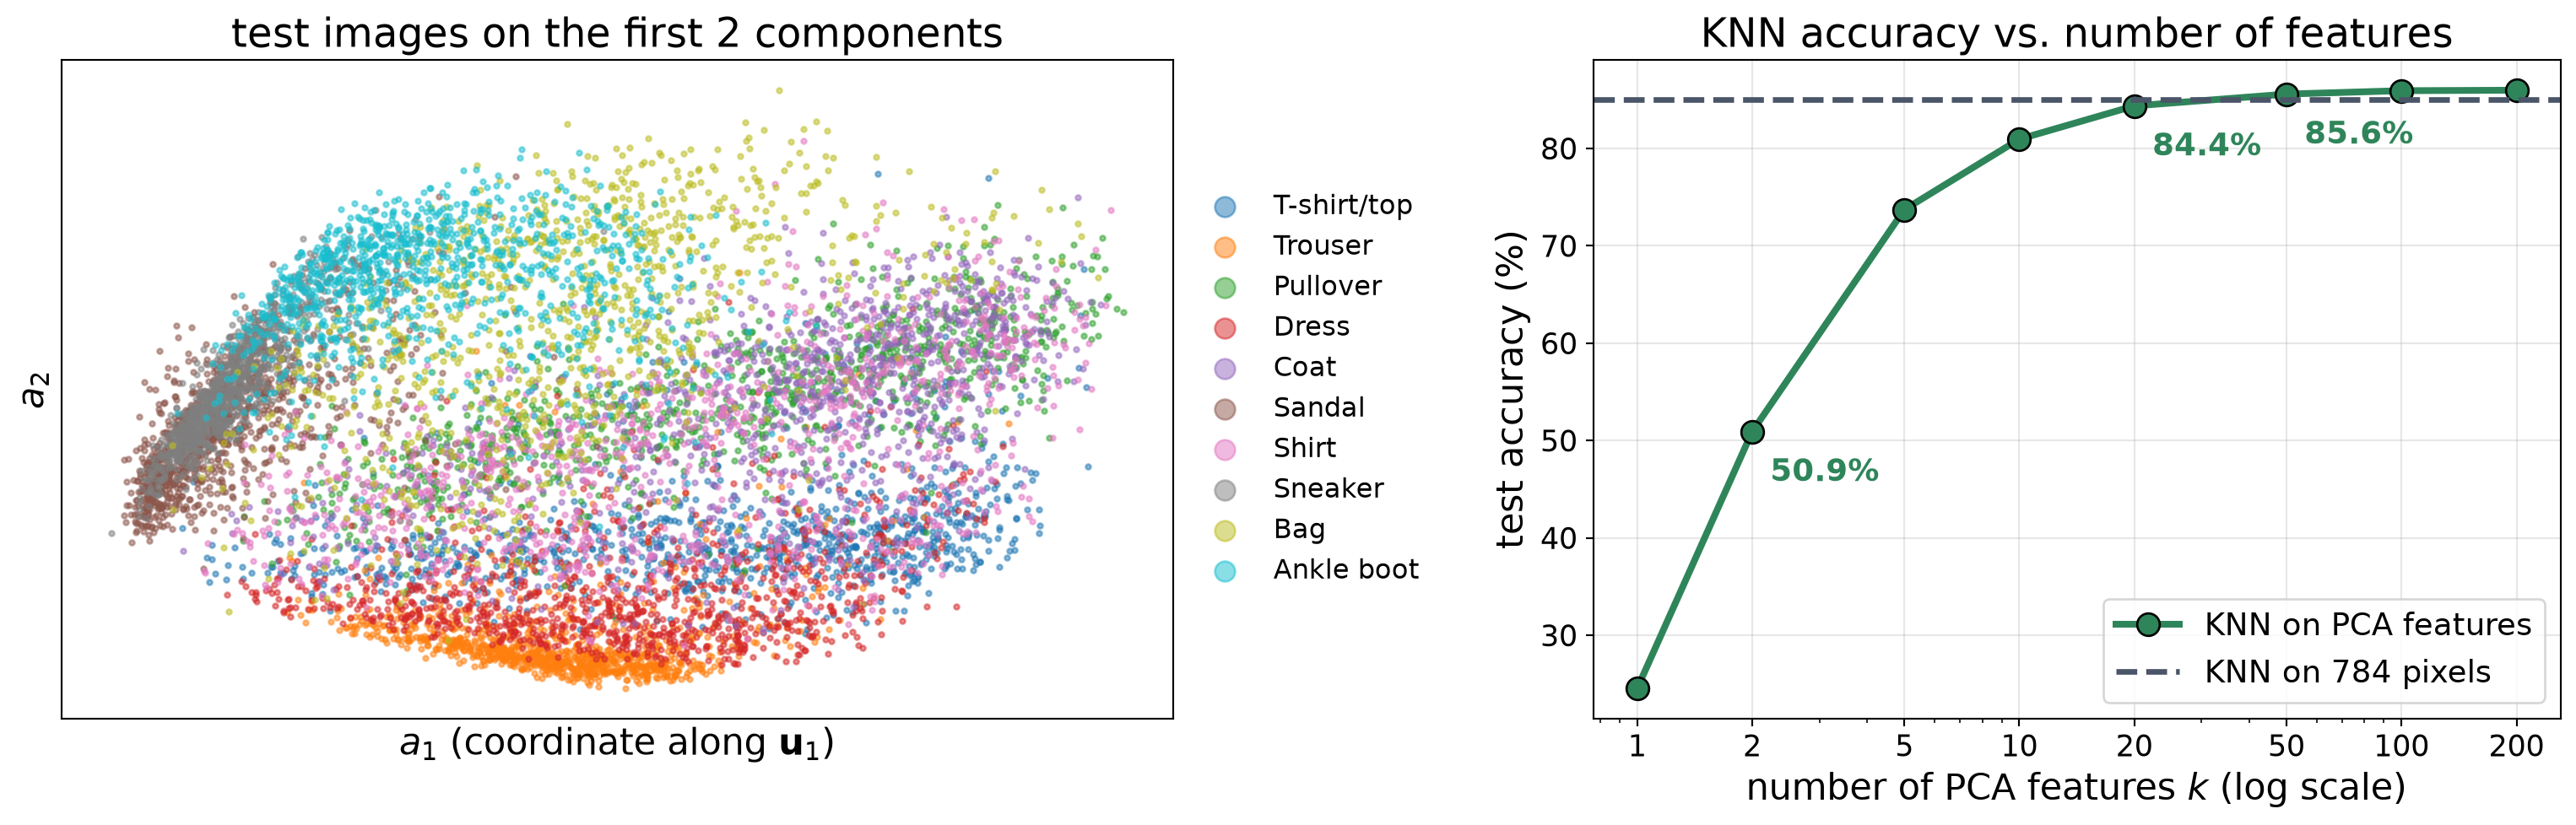 test images on the first 2 components
a₂
a₁ (coordinate along u₁)
T-shirt/top
Trouser
Pullover
Dress
Coat
Sandal
Shirt
Sneaker
Bag
Ankle boot
KNN accuracy vs. number of features
test accuracy (%)
80
70
60
50
40
30
50.9%
84.4%
85.6%
KNN on PCA features
KNN on 784 pixels
1 2 5 10 20 50 100 200
number of PCA features k (log scale)